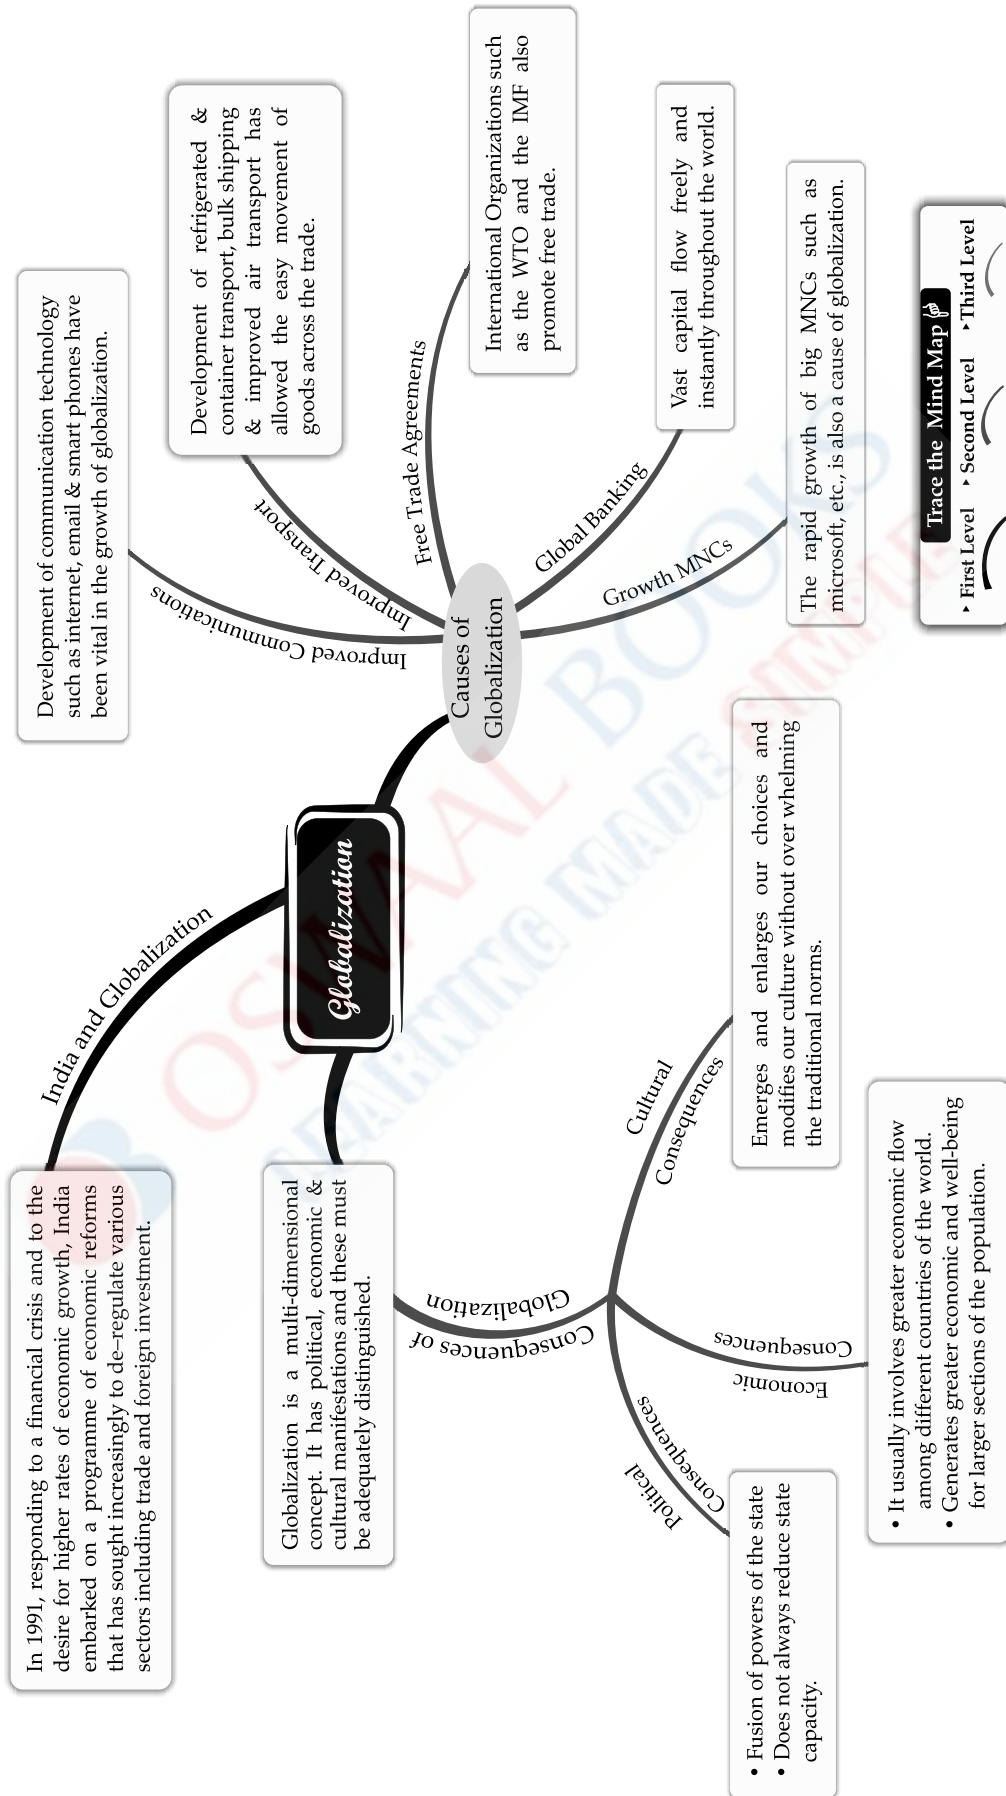 Globalization
India and Globalization
In 1991, responding to a financial crisis and to the
desire for higher rates of economic growth, India
embarked on a programme of economic reforms
that has sought increasingly to de–regulate various
sectors including trade and foreign investment.
Globalization is a multi-dimensional
concept. It has political, economic &
cultural manifestations and these must
be adequately distinguished.
Consequences of
Globalization
Political
Consequences
• Fusion of powers of the state
• Does not always reduce state
capacity.
Economic
Consequences
• It usually involves greater economic flow
among different countries of the world.
• Generates greater economic and well-being
for larger sections of the population.
Cultural
Consequences
Emerges and enlarges our choices and
modifies our culture without over whelming
the traditional norms.
Causes of
Globalization
Improved Communications
Development of communication technology
such as internet, email & smart phones have
been vital in the growth of globalization.
Improved Transport
Development of refrigerated &
container transport, bulk shipping
& improved air transport has
allowed the easy movement of
goods across the trade.
Free Trade Agreements
International Organizations such
as the WTO and the IMF also
promote free trade.
Global Banking
Vast capital flow freely and
instantly throughout the world.
Growth MNCs
The rapid growth of big MNCs such as
microsoft, etc., is also a cause of globalization.
Trace the Mind Map
First Level
Second Level
Third Level
OSWAAL BOOKS
LEARNING MADE SIMPLE